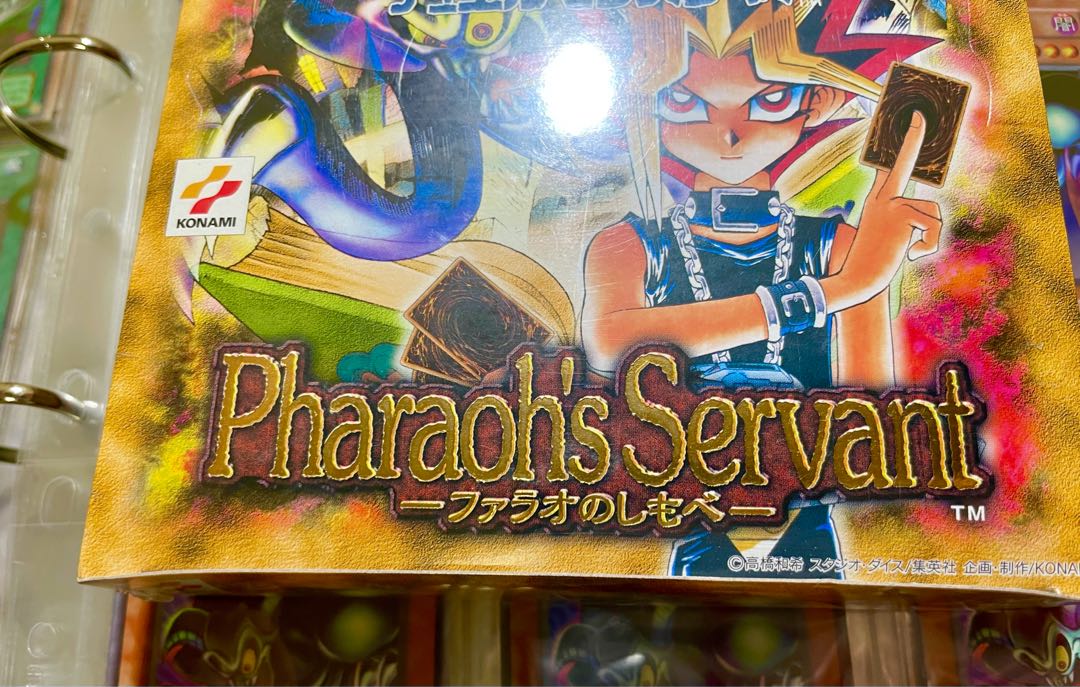 KONAMI
Pharaoh's Servant
ーファラオのしもべー
TM
©高橋和希 スタジオ・ダイス/集英社 企画・制作/KONA
闇